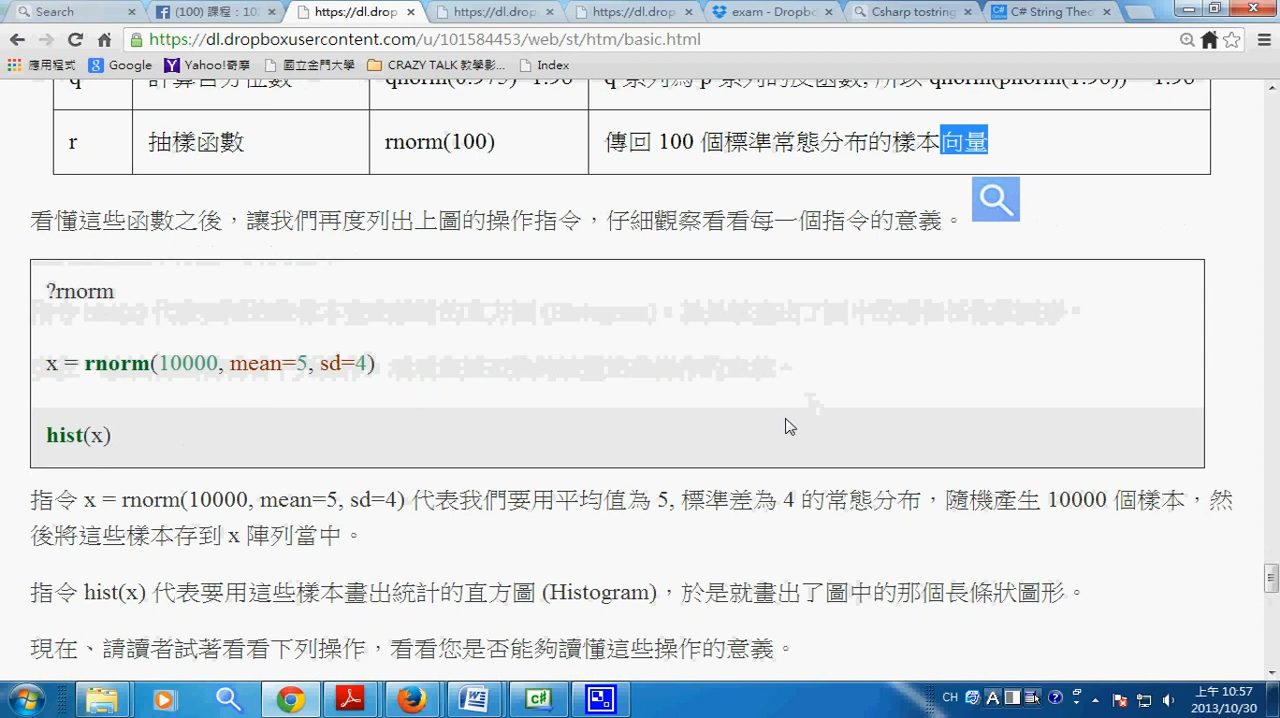 Search
(100) 課程：10
https://dl.drop
https://dl.dropb
https://dl.dropb
exam - Dropb
Csharp tostring
C# String The
https://dl.dropboxusercontent.com/u/101584453/web/st/htm/basic.html
應用程式 Google Yahoo!奇摩 國立金門大學 CRAZY TALK 教學影... Index
r 抽樣函數 rnorm(100) 傳回 100 個標準常態分布的樣本向量
看懂這些函數之後，讓我們再度列出上圖的操作指令，仔細觀察看看每一個指令的意義。
?rnorm
x = rnorm(10000, mean=5, sd=4)
hist(x)
指令 x = rnorm(10000, mean=5, sd=4) 代表我們要用平均值為 5, 標準差為 4 的常態分布，隨機產生 10000 個樣本，然
後將這些樣本存到 x 陣列當中。
指令 hist(x) 代表要用這些樣本畫出統計的直方圖 (Histogram)，於是就畫出了圖中的那個長條狀圖形。
現在、請讀者試著看看下列操作，看看您是否能夠讀懂這些操作的意義。
CH
上午 10:57
2013/10/30